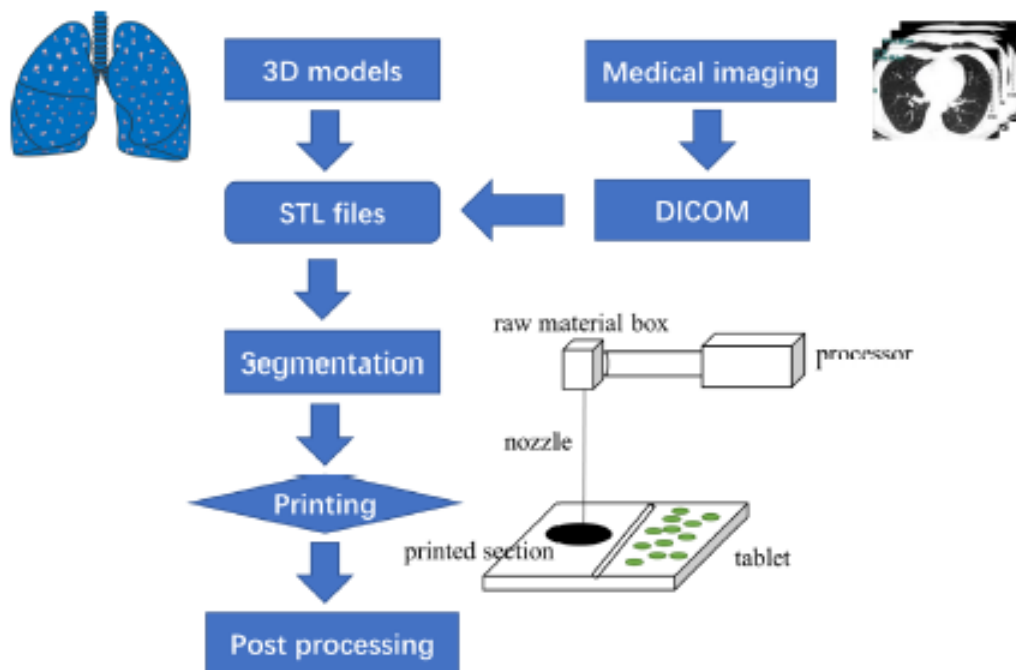 3D models
Medical imaging
STL files
DICOM
raw material box
processor
Segmentation
nozzle
Printing
printed section
tablet
Post processing